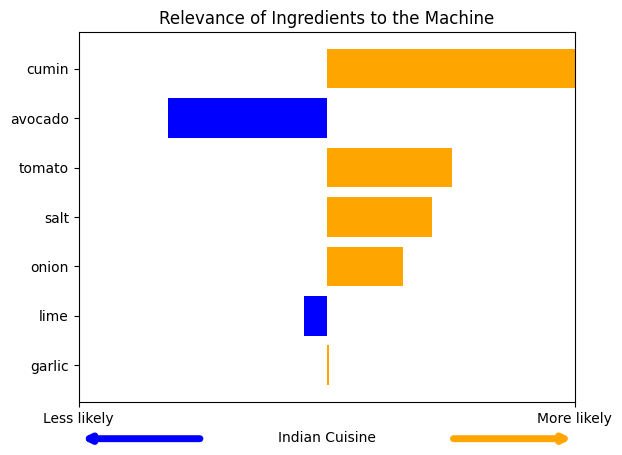 Relevance of Ingredients to the Machine
cumin
avocado
tomato
salt
onion
lime
garlic
Less likely
More likely
Indian Cuisine